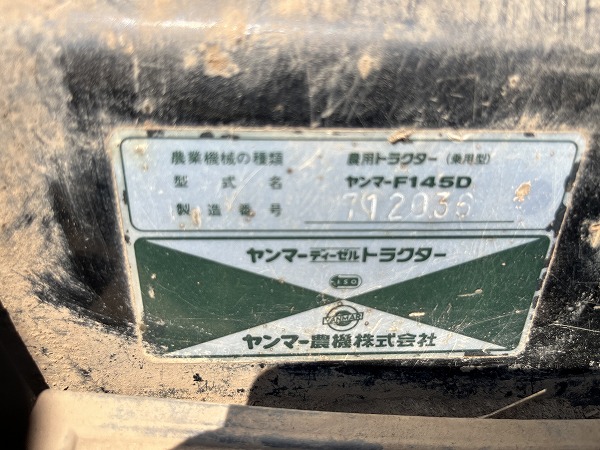 農業機械の種類 農用トラクター（乗用型）
型式名 ヤンマーF145D
製造番号 712036
ヤンマーディーゼルトラクター
YANMAR
ヤンマー農機株式会社